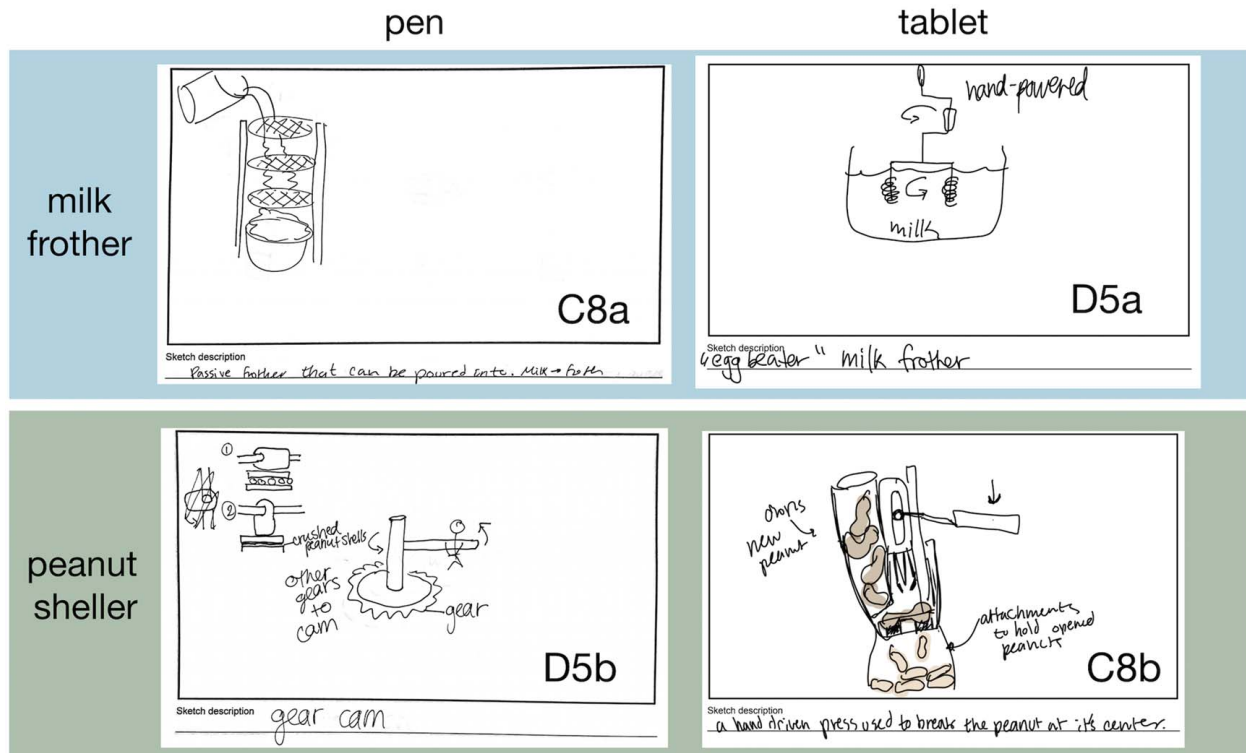 pen
tablet
milk
frother
C8a
Sketch description
Passive frother that can be poured onto. Milk → Froth
hand-powered
milk
D5a
Sketch description
"egg beater" milk frother
peanut
sheller
①
②
crushed
peanut shells
other
gears
to
cam
gear
D5b
Sketch description
gear cam
drops
new
peanut
attachments
to hold opened
peanuts
C8b
Sketch description
a hand driven press used to break the peanut at it's center.